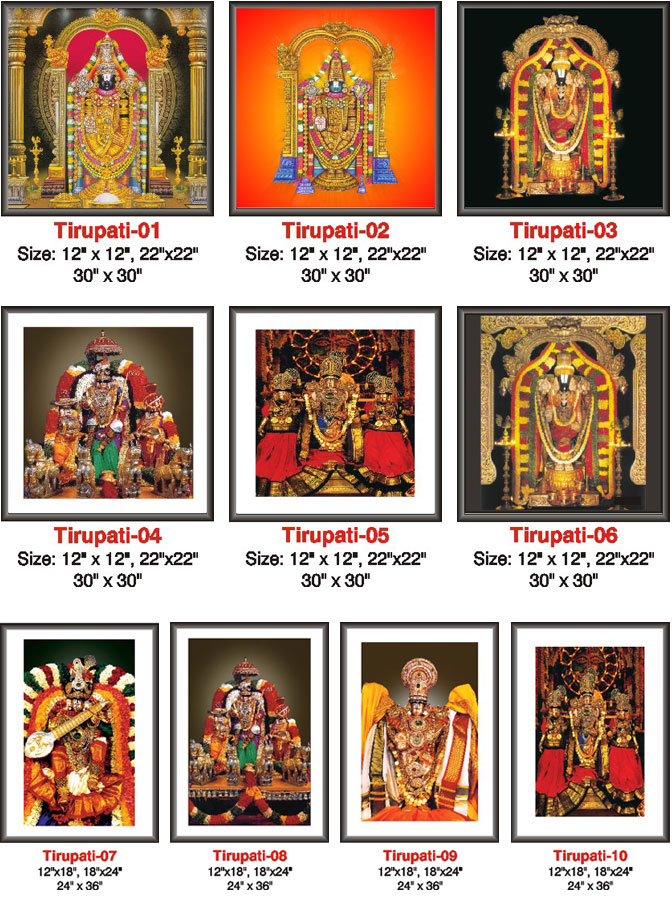 Tirupati-01
Size: 12" x 12", 22"x22"
30" x 30"
Tirupati-02
Size: 12" x 12", 22"x22"
30" x 30"
Tirupati-03
Size: 12" x 12", 22"x22"
30" x 30"
Tirupati-04
Size: 12" x 12", 22"x22"
30" x 30"
Tirupati-05
Size: 12" x 12", 22"x22"
30" x 30"
Tirupati-06
Size: 12" x 12", 22"x22"
30" x 30"
Tirupati-07
12"x18", 18"x24"
24" x 36"
Tirupati-08
12"x18", 18"x24"
24" x 36"
Tirupati-09
12"x18", 18"x24"
24" x 36"
Tirupati-10
12"x18", 18"x24"
24" x 36"